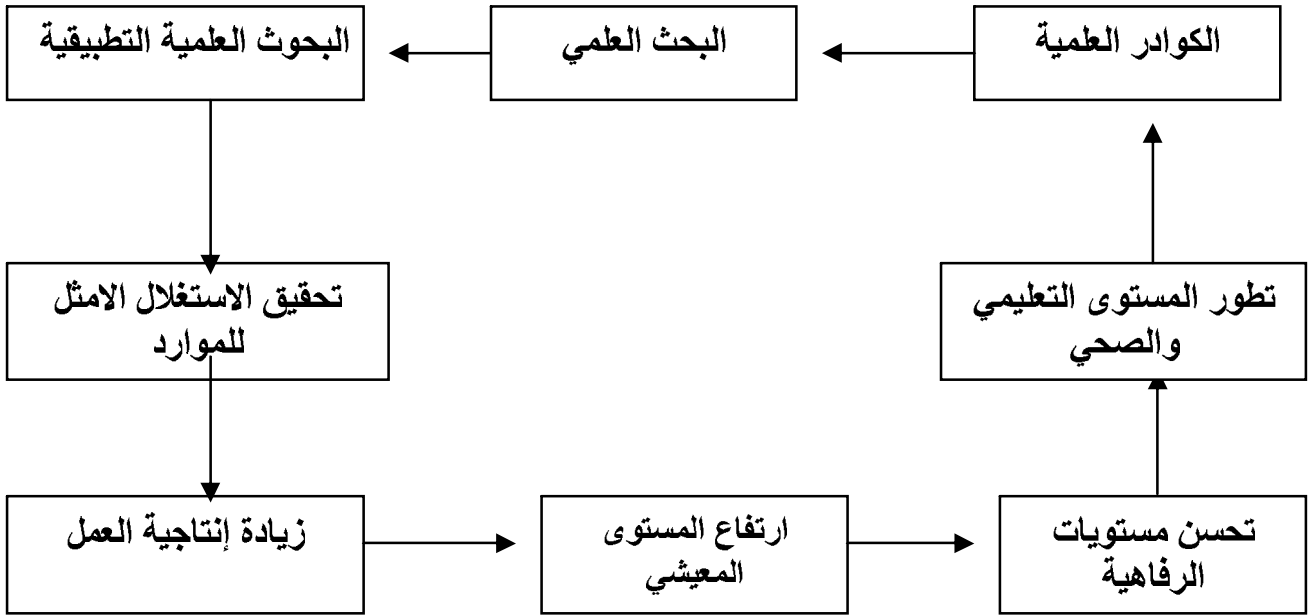 الكوادر العلمية
البحث العلمي
البحوث العلمية التطبيقية
تحقيق الاستغلال الامثل
للموارد
زيادة إنتاجية العمل
ارتفاع المستوى
المعيشي
تحسن مستويات
الرفاهية
تطور المستوى التعليمي
والصحي